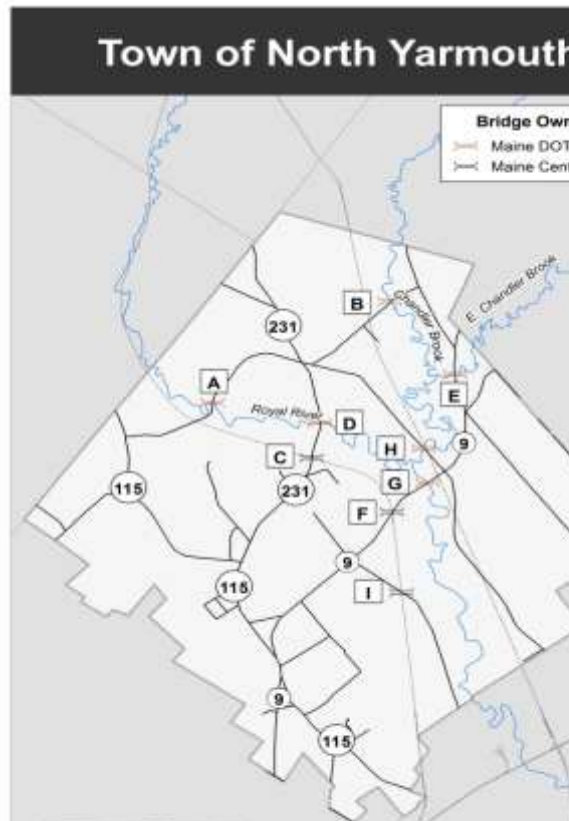 Town of North Yarmouth
Bridge Own
Maine DOT
Maine Cent
E. Chandler Brook
B
Chandler Brook
231
A
E
Royal River
D
H
9
C
G
115
231
F
9
115
I
9
115